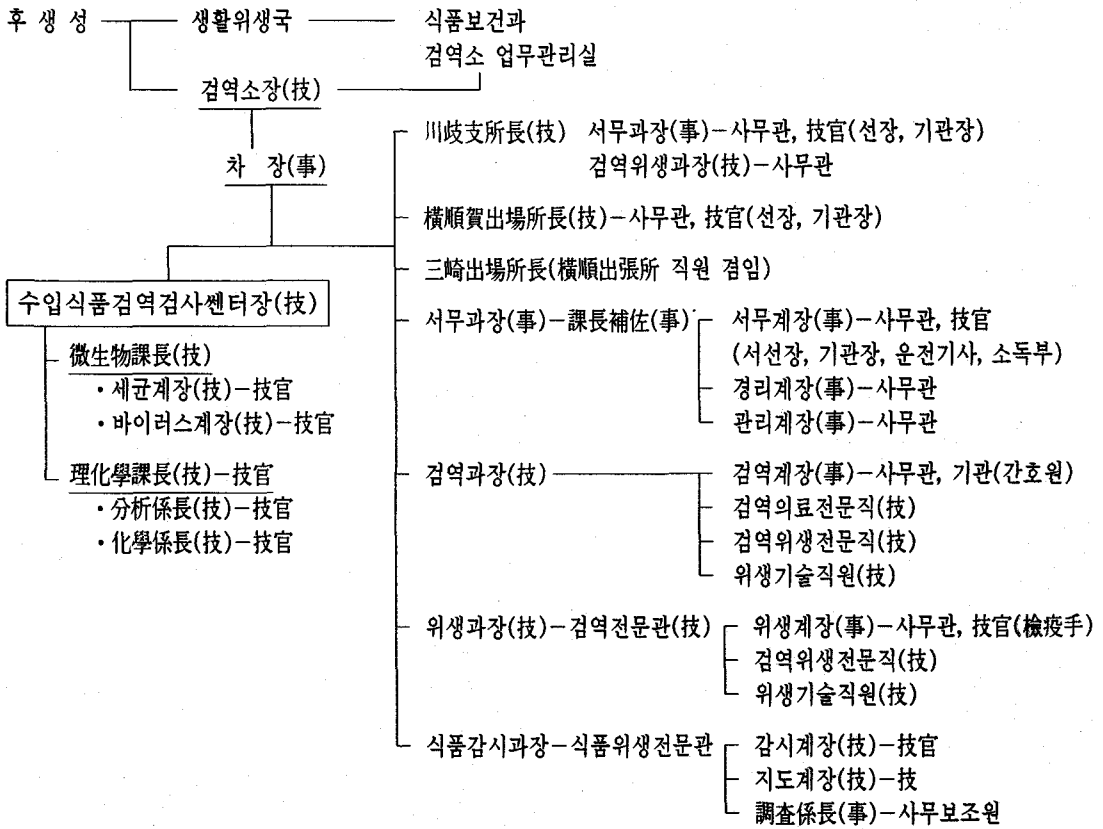 후 생 성 생활위생국 식품보건과
검역소 업무관리실
검역소장(技)
차 장(事)
川岐支所長(技) 서무과장(事)-사무관, 技官(선장, 기관장)
검역위생과장(技)-사무관
橫順賀出場所長(技)-사무관, 技官(선장, 기관장)
三崎出場所長(橫順出張所 직원 겸임)
수입식품검역검사쎈터장(技)
微生物課長(技)
・세균계장(技)-技官
・바이러스계장(技)-技官
理化學課長(技)-技官
・分析係長(技)-技官
・化學係長(技)-技官
서무과장(事)-課長補佐(事)
서무계장(事)-사무관, 技官
(서선장, 기관장, 운전기사, 소독부)
경리계장(事)-사무관
관리계장(事)-사무관
검역과장(技)
검역계장(事)-사무관, 기관(간호원)
검역의료전문직(技)
검역위생전문직(技)
위생기술직원(技)
위생과장(技)-검역전문관(技)
위생계장(事)-사무관, 技官(檢疫手)
검역위생전문직(技)
위생기술직원(技)
식품감시과장-식품위생전문관
감시계장(技)-技官
지도계장(技)-技
調査係長(事)-사무보조원